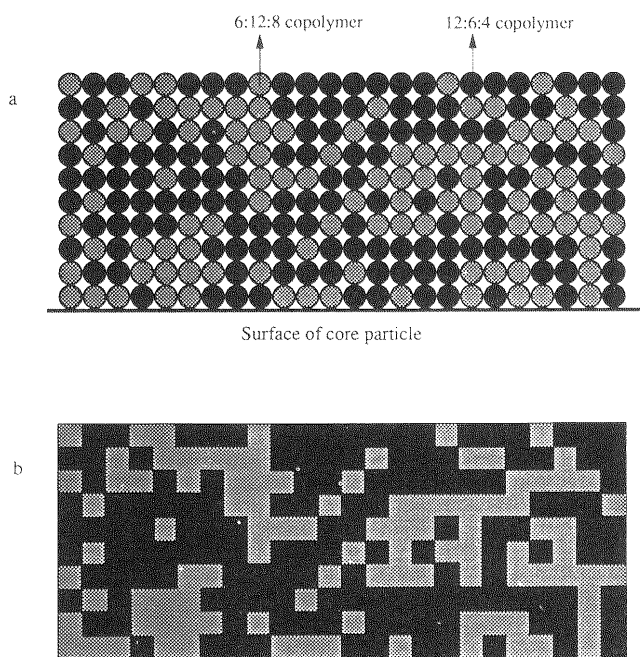 6:12:8 copolymer
12:6:4 copolymer
a
Surface of core particle
b